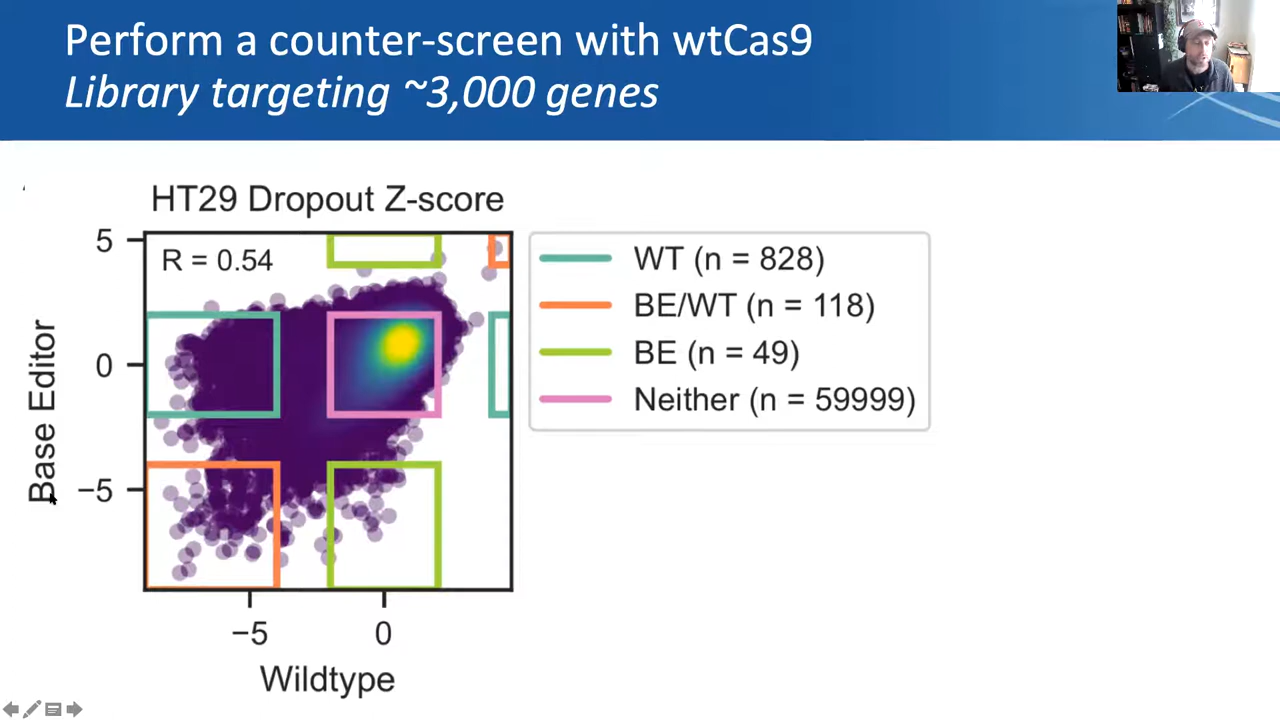 Perform a counter-screen with wtCas9
Library targeting ~3,000 genes
HT29 Dropout Z-score
R = 0.54
5
0
−5
Base Editor
−5
0
Wildtype
WT (n = 828)
BE/WT (n = 118)
BE (n = 49)
Neither (n = 59999)